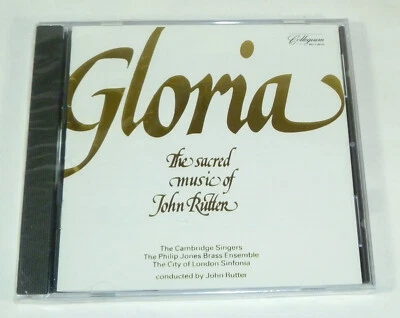 Collegium
Gloria
The sacred
music of
John Rutter
The Cambridge Singers
The Philip Jones Brass Ensemble
The City of London Sinfonia
conducted by John Rutter